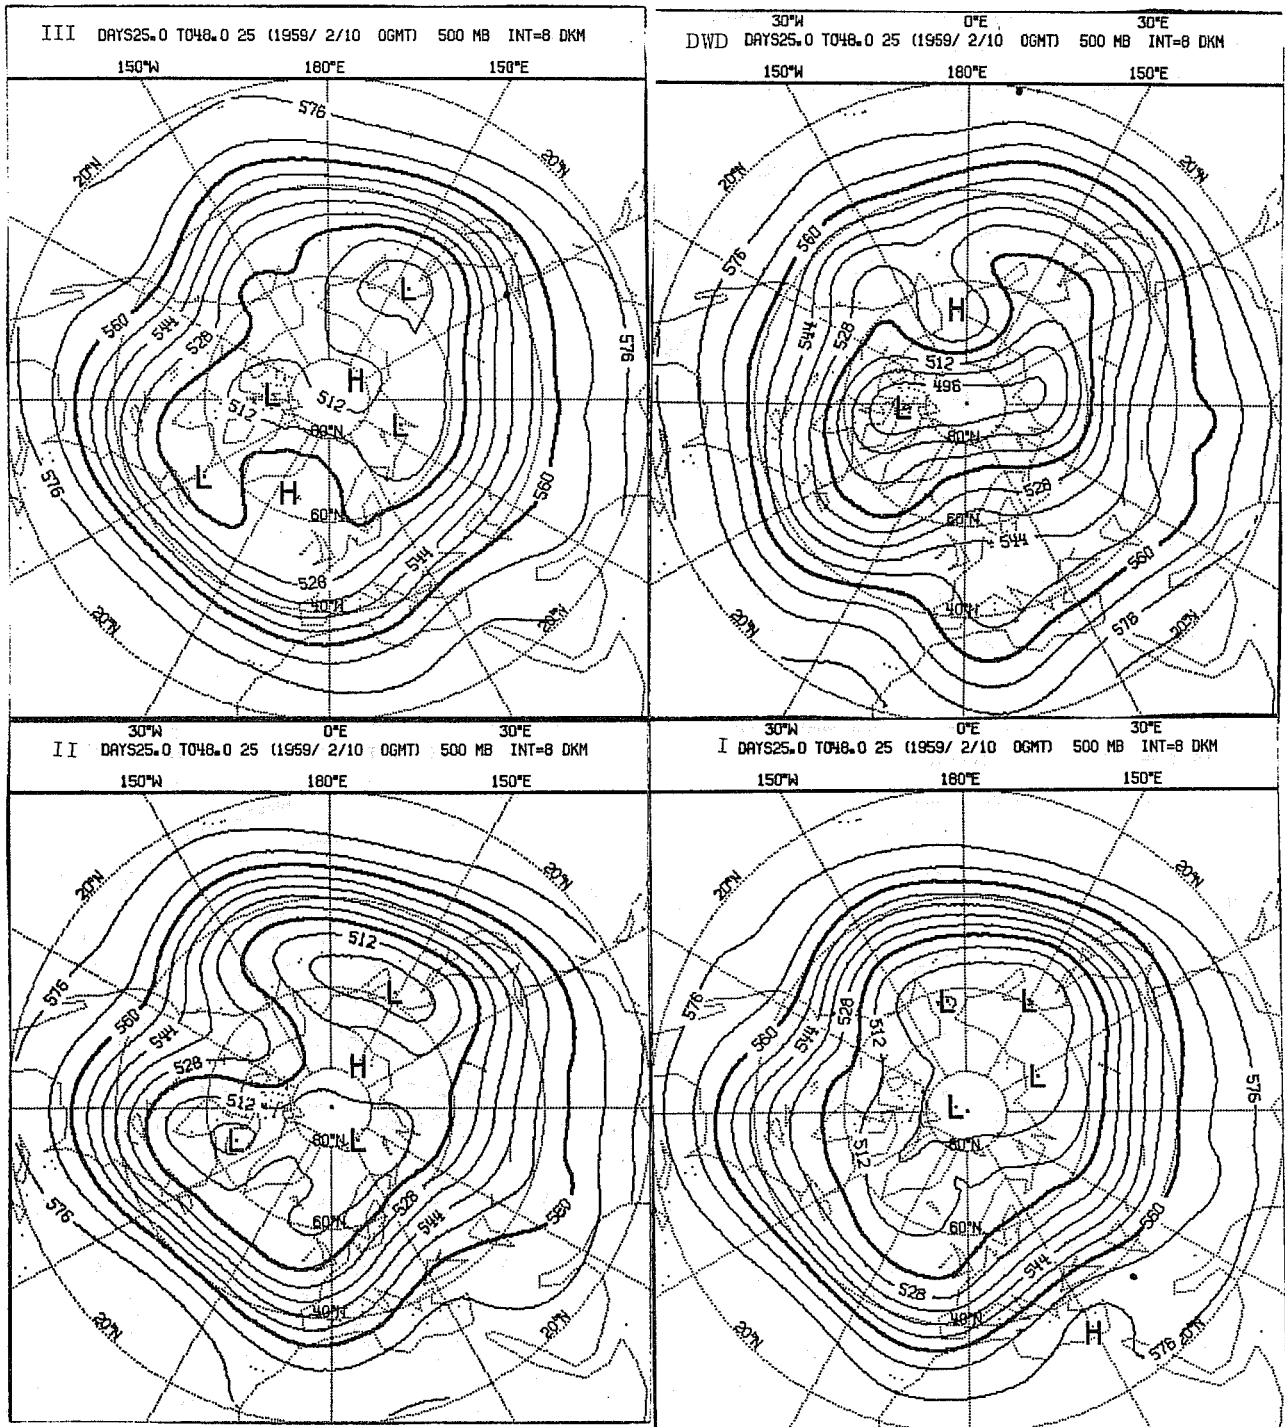 III DAYS25.0 TO48.0 25 (1959/ 2/10 0GMT) 500 MB INT=8 DKM
150°W 180°E 150°E
576
20°N 20°N
560
544
528
576
L
H
L
512 512
L
80°N
L
H
576
560
60°N
544
528
40°N
20°N 20°N
30°W 0°E 30°E
DWD DAYS25.0 TO48.0 25 (1959/ 2/10 0GMT) 500 MB INT=8 DKM
150°W 180°E 150°E
20°N 20°N
560
576
H
544
528
512
496
L
80°N
528
60°N
544
560
40°N
576
20°N 20°N
30°W 0°E 30°E
II DAYS25.0 TO48.0 25 (1959/ 2/10 0GMT) 500 MB INT=8 DKM
150°W 180°E 150°E
20°N 20°N
512
576
L
560
544
528
H
512
L
80°N
L
576
528
60°N
544
560
40°N
20°N 20°N
30°W 0°E 30°E
I DAYS25.0 TO48.0 25 (1959/ 2/10 0GMT) 500 MB INT=8 DKM
150°W 180°E 150°E
20°N 20°N
576
L L
528
560
544
512
L
576
L
80°N
512
60°N
560
544
528
40°N
H
576
20°N 20°N